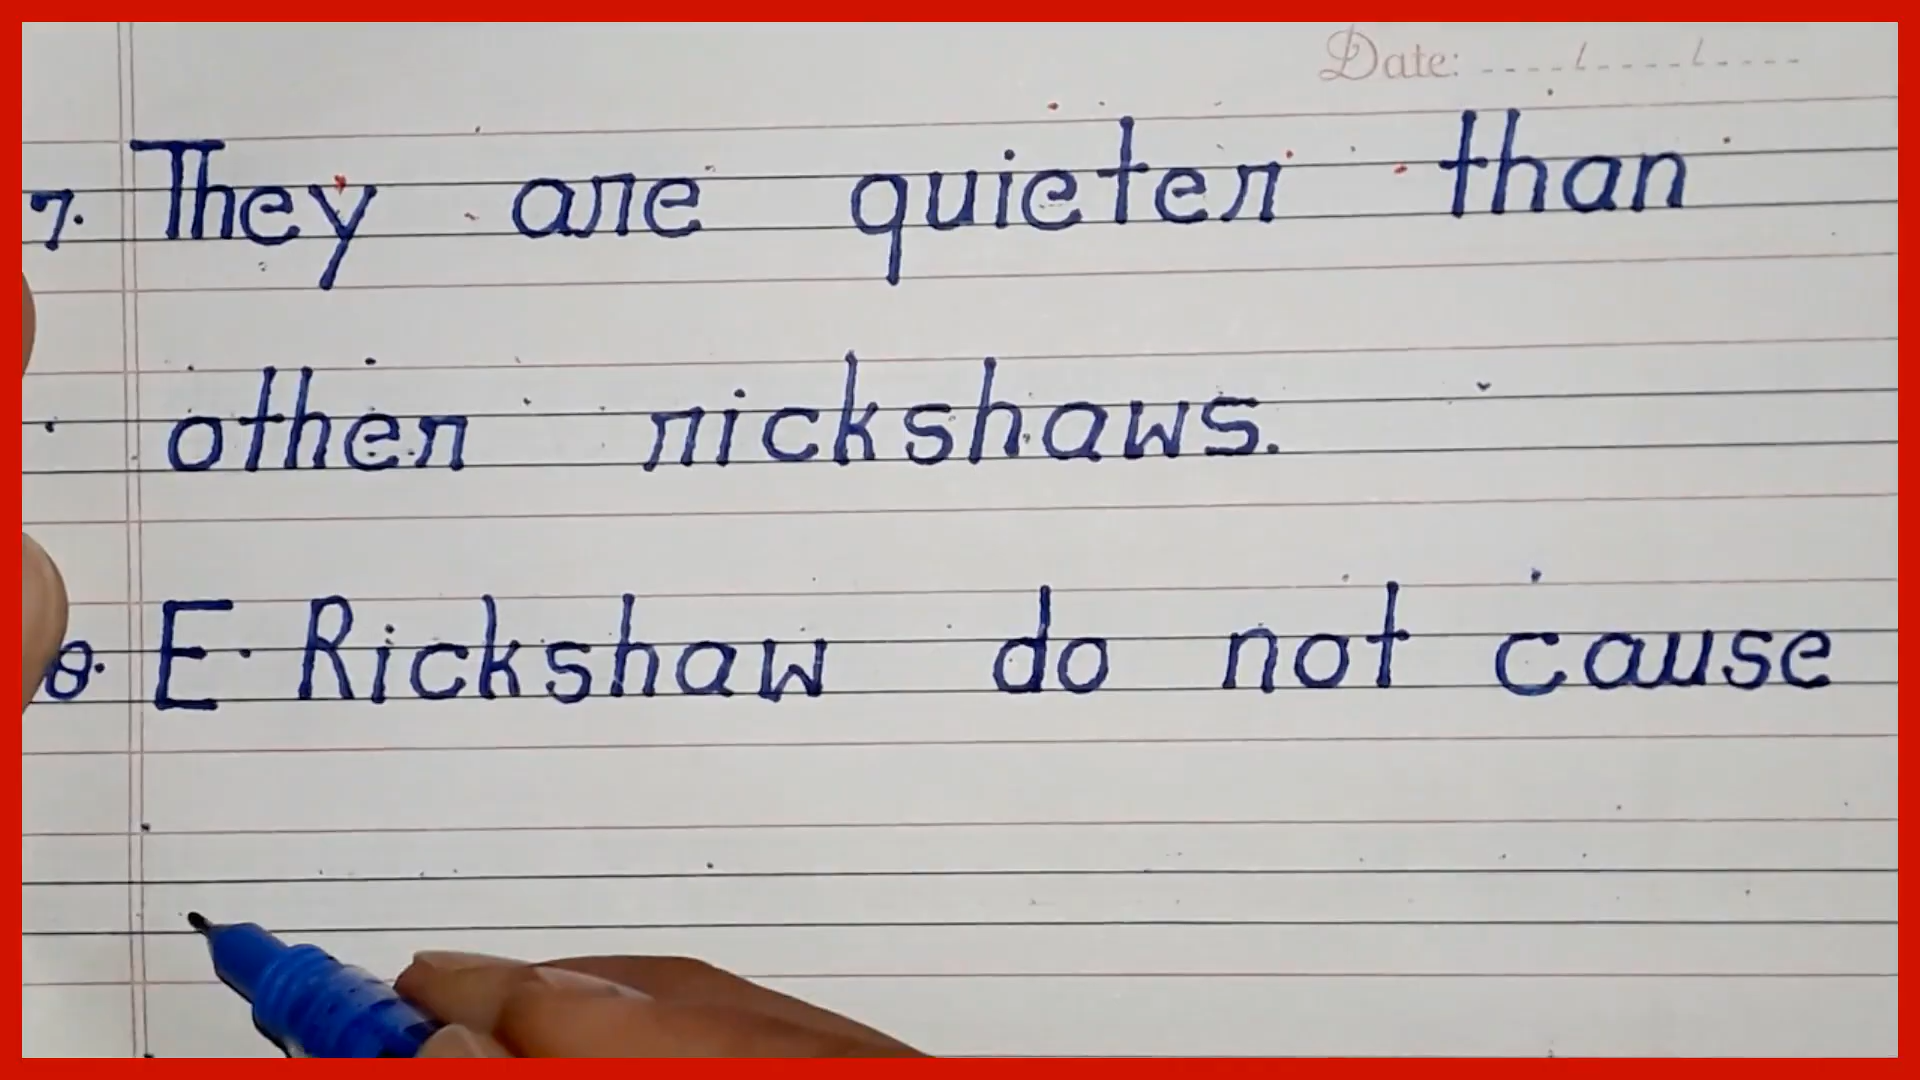 Date: ..../..../....
7. They are quieter than
other rickshaws.
8. E. Rickshaw do not cause